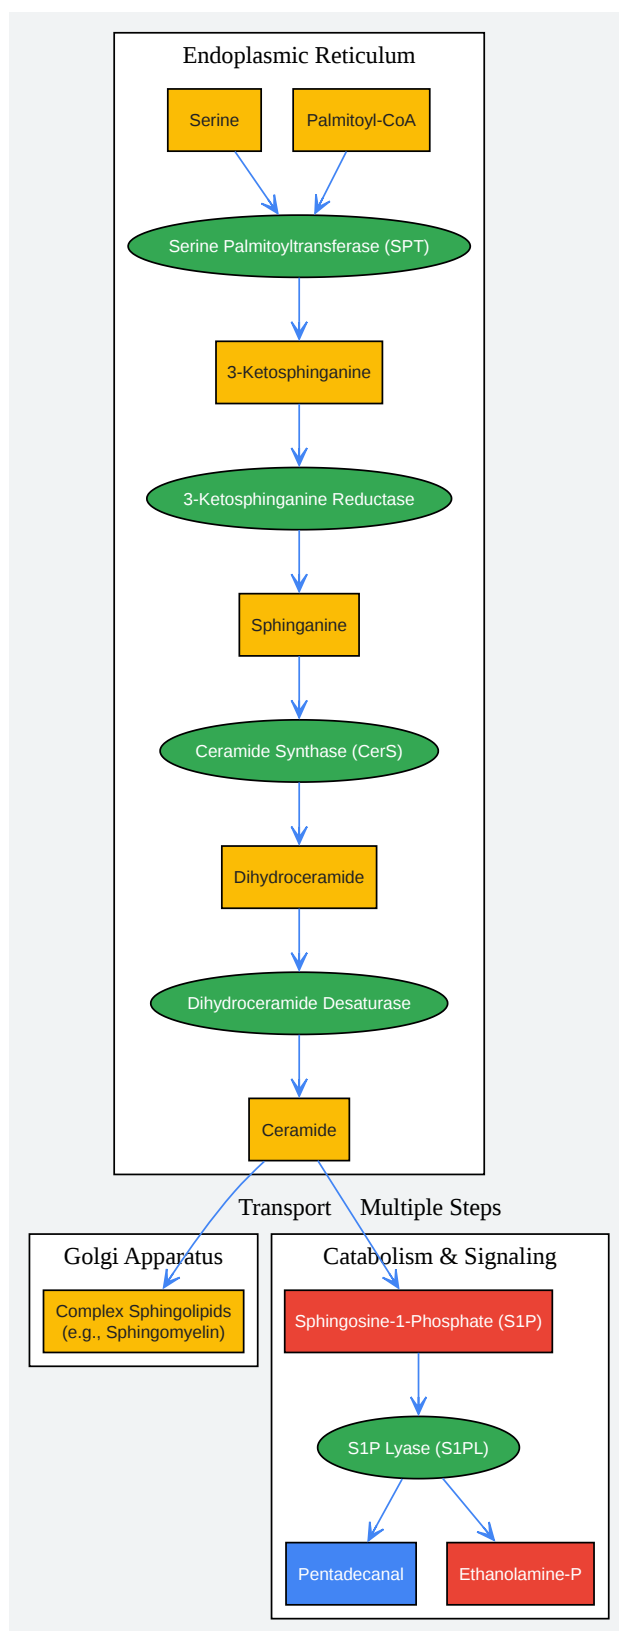 Endoplasmic Reticulum
Serine
Palmitoyl-CoA
Serine Palmitoyltransferase (SPT)
3-Ketosphinganine
3-Ketosphinganine Reductase
Sphinganine
Ceramide Synthase (CerS)
Dihydroceramide
Dihydroceramide Desaturase
Ceramide
Transport
Multiple Steps
Golgi Apparatus
Complex Sphingolipids
(e.g., Sphingomyelin)
Catabolism & Signaling
Sphingosine-1-Phosphate (S1P)
S1P Lyase (S1PL)
Pentadecanal
Ethanolamine-P